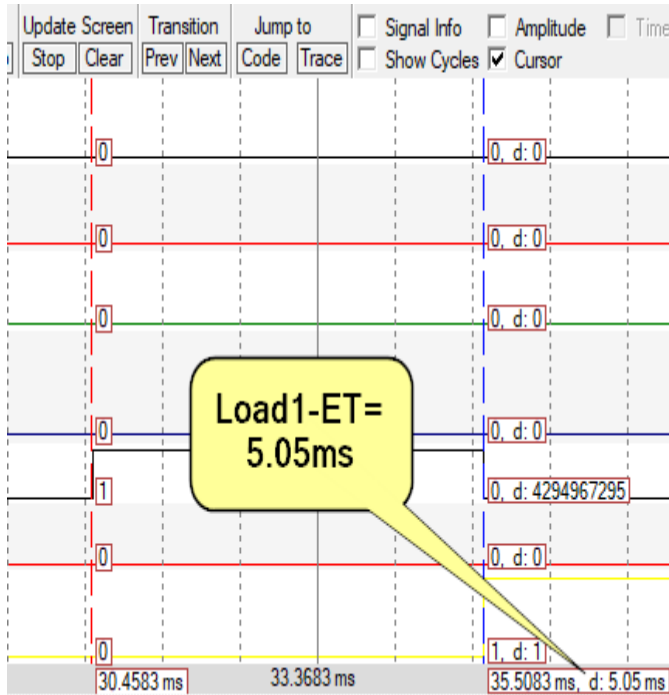 Update Screen Transition Jump to Signal Info Amplitude Time
Stop Clear Prev Next Code Trace Show Cycles Cursor
0 0, d: 0
0 0, d: 0
0 0, d: 0
0 0, d: 0
Load1-ET=
5.05ms
1 0, d: 4294967295
0 0, d: 0
0 1, d: 1
30.4583 ms 33.3683 ms 35.5083 ms, d: 5.05 ms